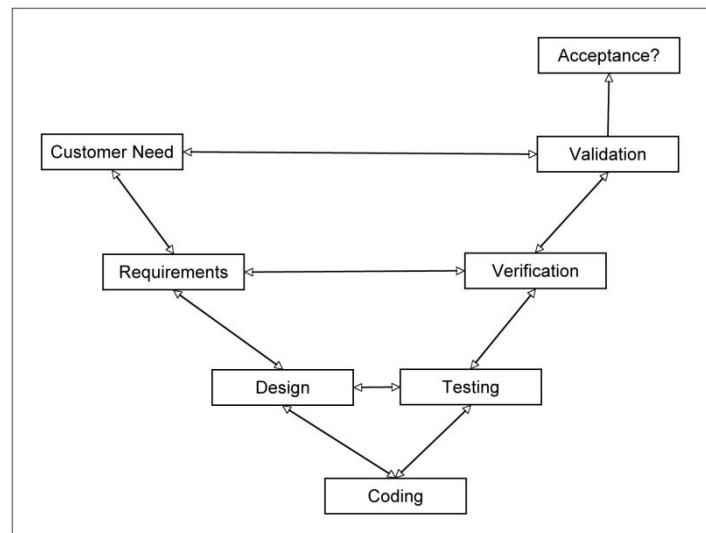 Acceptance?
Customer Need
Validation
Requirements
Verification
Design
Testing
Coding